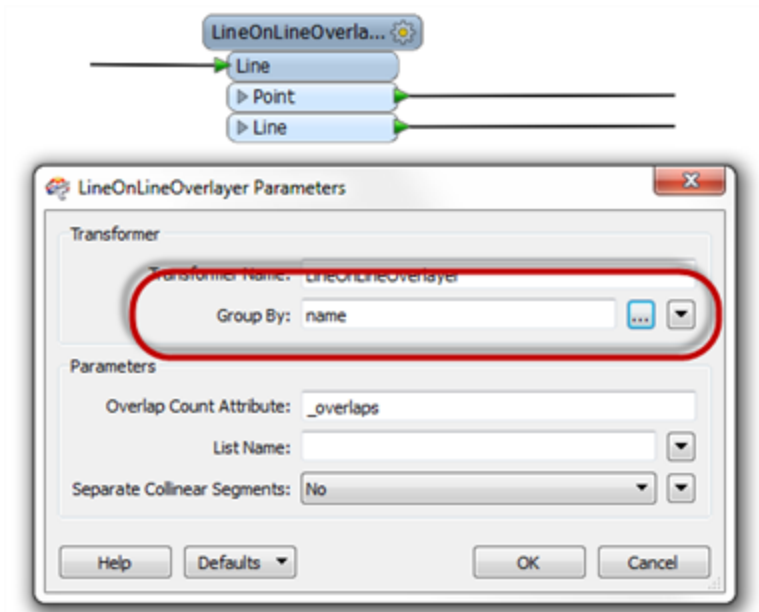 LineOnLineOverla...
Line
Point
Line
LineOnLineOverlayer Parameters
Transformer
Transformer Name: LineOnLineOverlayer
Group By: name ...
Parameters
Overlap Count Attribute: _overlaps
List Name:
Separate Collinear Segments: No
Help Defaults OK Cancel